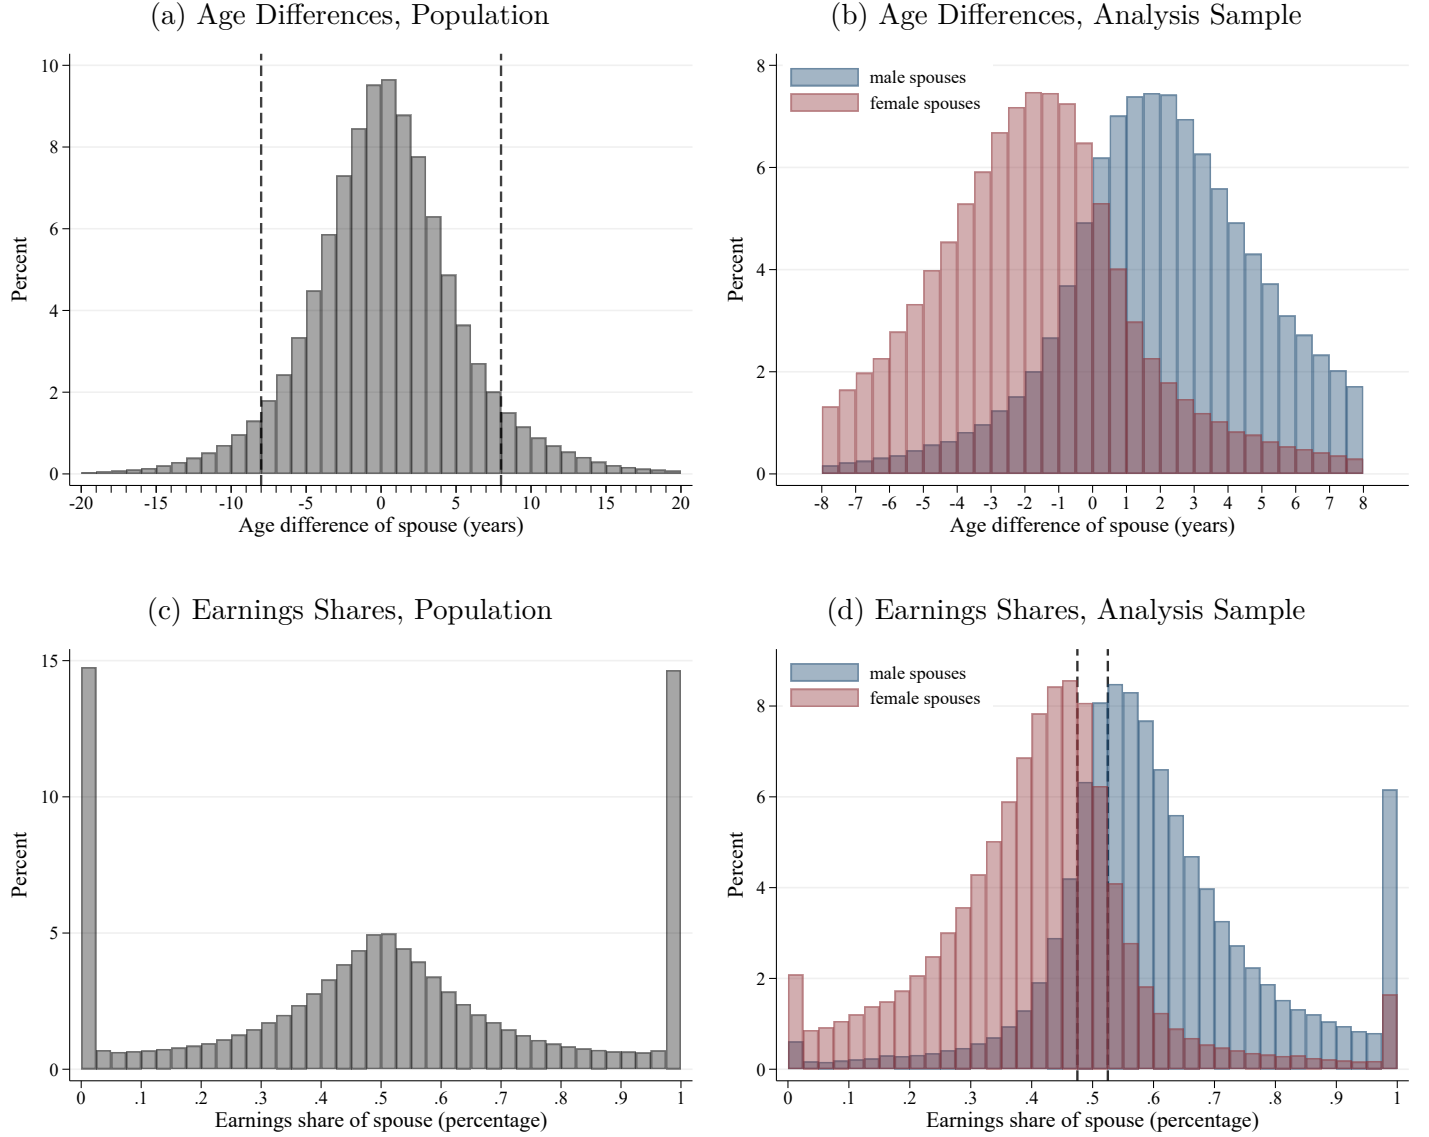 (a) Age Differences, Population
Percent
10
8
6
4
2
0
-20 -15 -10 -5 0 5 10 15 20
Age difference of spouse (years)
(b) Age Differences, Analysis Sample
male spouses
female spouses
Percent
8
6
4
2
0
-8 -7 -6 -5 -4 -3 -2 -1 0 1 2 3 4 5 6 7 8
Age difference of spouse (years)
(c) Earnings Shares, Population
Percent
15
10
5
0
0 .1 .2 .3 .4 .5 .6 .7 .8 .9 1
Earnings share of spouse (percentage)
(d) Earnings Shares, Analysis Sample
male spouses
female spouses
Percent
8
6
4
2
0
0 .1 .2 .3 .4 .5 .6 .7 .8 .9 1
Earnings share of spouse (percentage)